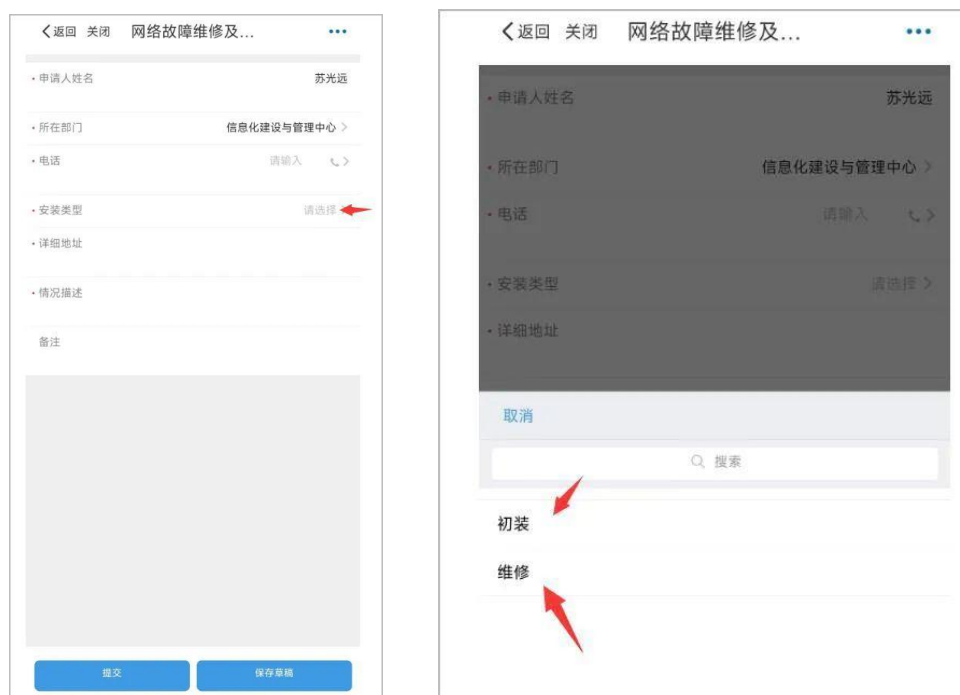 返回 关闭 网络故障维修及...
申请人姓名 苏光远
所在部门 信息化建设与管理中心
电话 请输入
安装类型 请选择
详细地址
情况描述
备注
提交 保存草稿
返回 关闭 网络故障维修及...
申请人姓名 苏光远
所在部门 信息化建设与管理中心
电话 请输入
安装类型 请选择
详细地址
取消
搜索
初装
维修